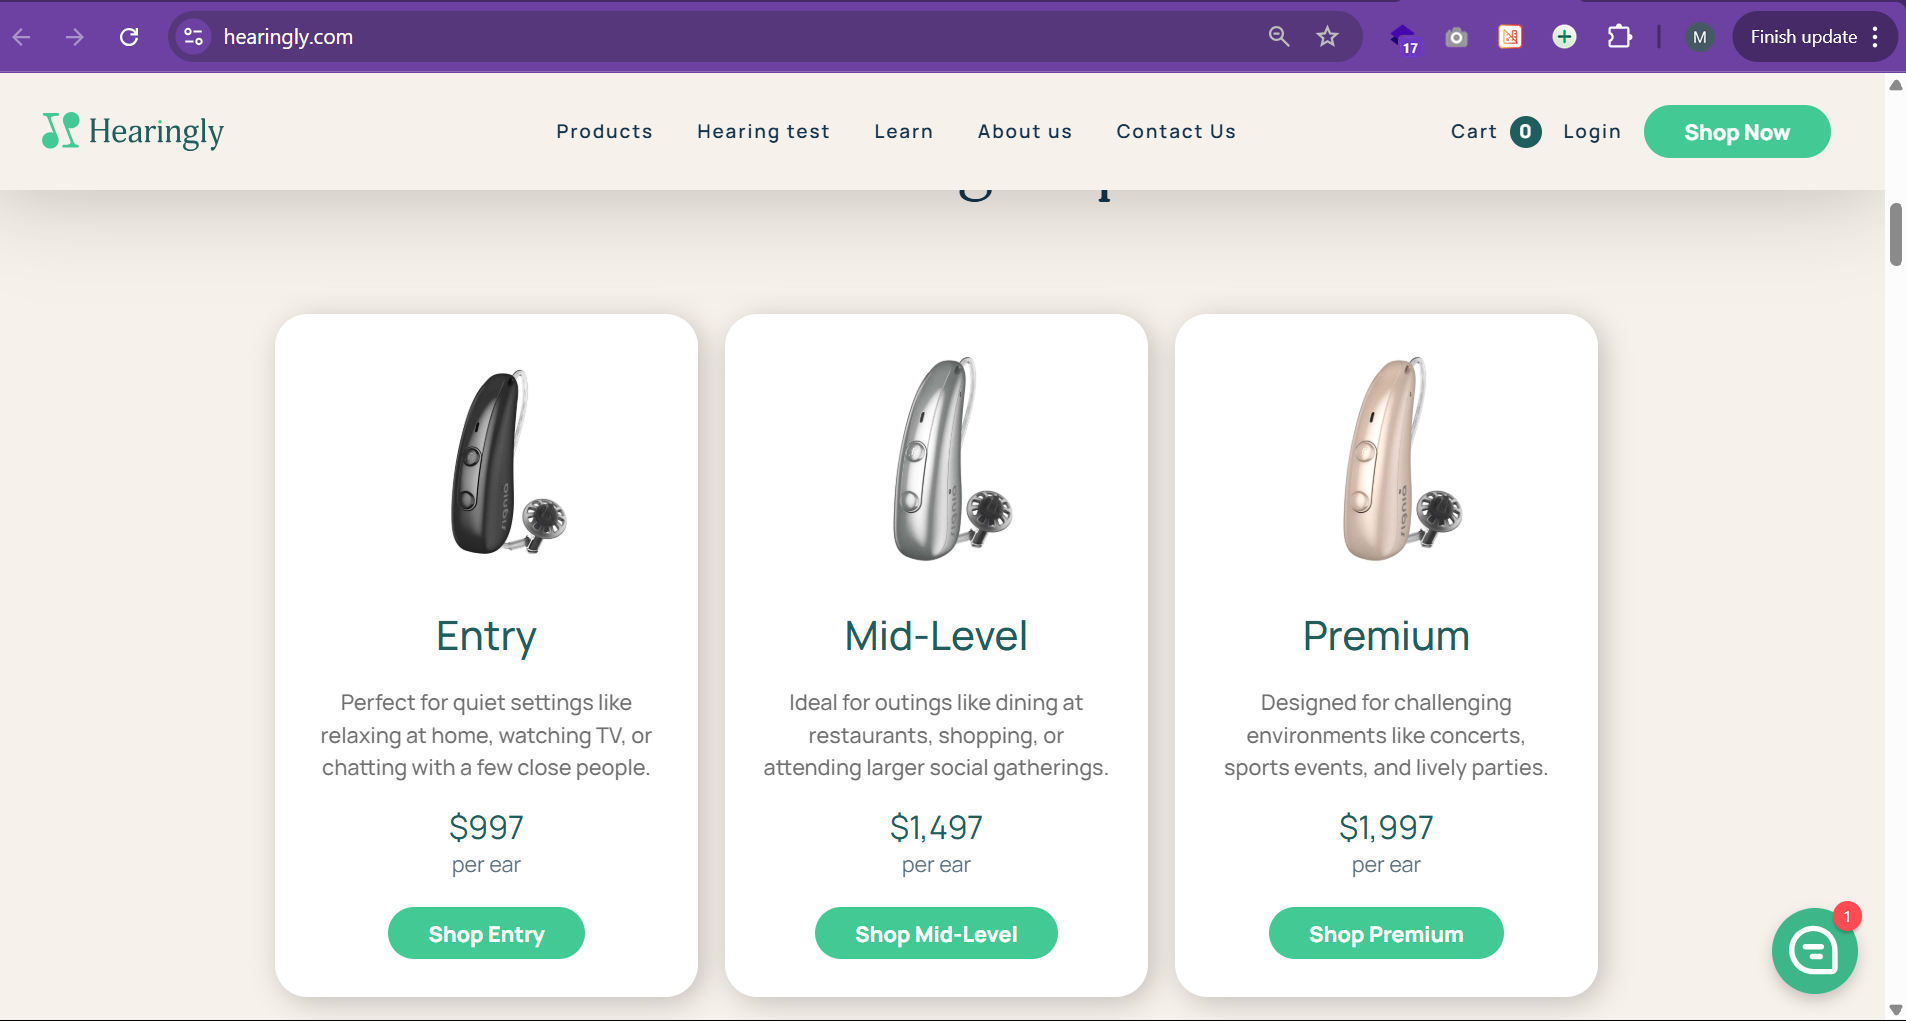 hearingly.com
17
M
Finish update
Hearingly
Products
Hearing test
Learn
About us
Contact Us
Cart 0
Login
Shop Now
signia
signia
signia
Entry
Perfect for quiet settings like
relaxing at home, watching TV, or
chatting with a few close people.
$997
per ear
Shop Entry
Mid-Level
Ideal for outings like dining at
restaurants, shopping, or
attending larger social gatherings.
$1,497
per ear
Shop Mid-Level
Premium
Designed for challenging
environments like concerts,
sports events, and lively parties.
$1,997
per ear
Shop Premium
1